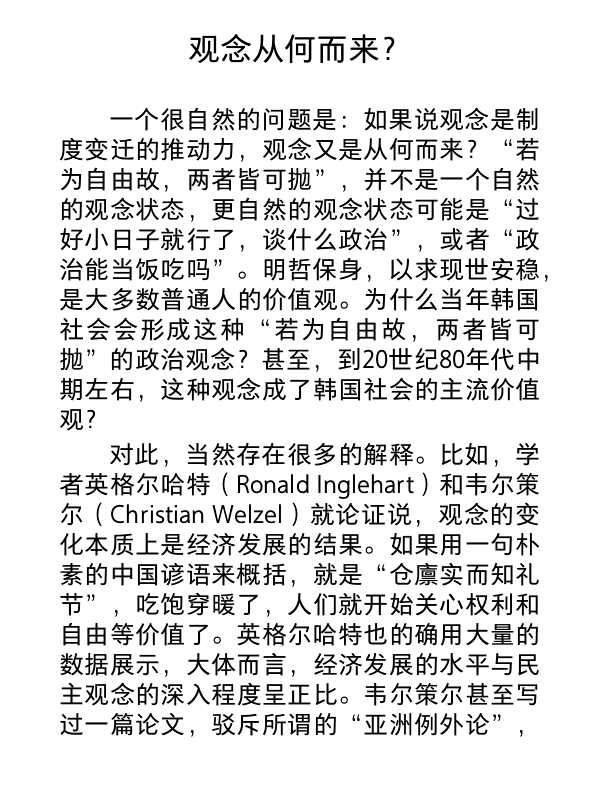 观念从何而来？
一个很自然的问题是：如果说观念是制
度变迁的推动力，观念又是从何而来？“若
为自由故，两者皆可抛”，并不是一个自然
的观念状态，更自然的观念状态可能是“过
好小日子就行了，谈什么政治”，或者“政
治能当饭吃吗”。明哲保身，以求现世安稳，
是大多数普通人的价值观。为什么当年韩国
社会会形成这种“若为自由故，两者皆可
抛”的政治观念？甚至，到20世纪80年代中
期左右，这种观念成了韩国社会的主流价值
观？
对此，当然存在很多的解释。比如，学
者英格尔哈特（Ronald Inglehart）和韦尔策
尔（Christian Welzel）就论证说，观念的变
化本质上是经济发展的结果。如果用一句朴
素的中国谚语来概括，就是“仓廪实而知礼
节”，吃饱穿暖了，人们就开始关心权利和
自由等价值了。英格尔哈特也的确用大量的
数据展示，大体而言，经济发展的水平与民
主观念的深入程度呈正比。韦尔策尔甚至写
过一篇论文，驳斥所谓的“亚洲例外论”，